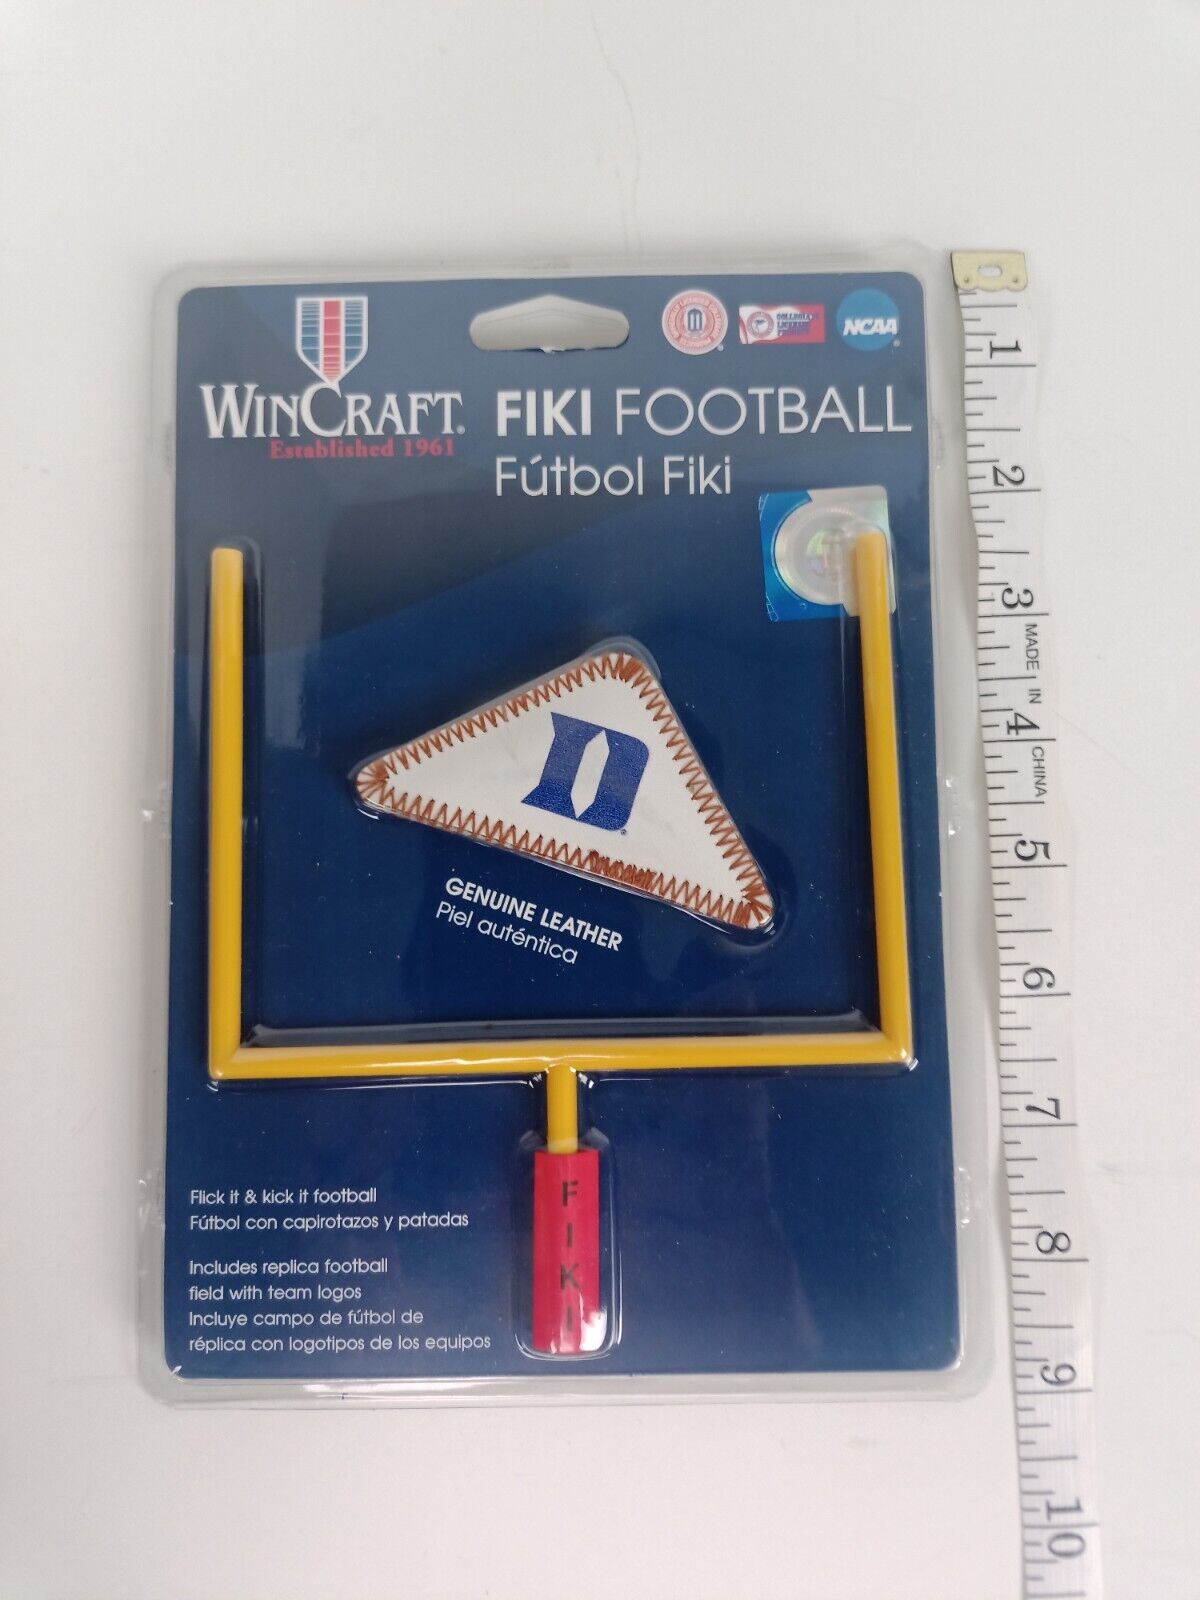 WINCRAFT®
Established 1961
NCAA
FIKI FOOTBALL
Fútbol Fiki
D
GENUINE LEATHER
Piel auténtica
Flick it & kick it football
Fútbol con capirotazos y patadas
Includes replica football
field with team logos
Incluye campo de fútbol de
réplica con logotipos de los equipos
FIKI
1
2
3
MADE IN
4
CHINA
5
6
7
8
9
10